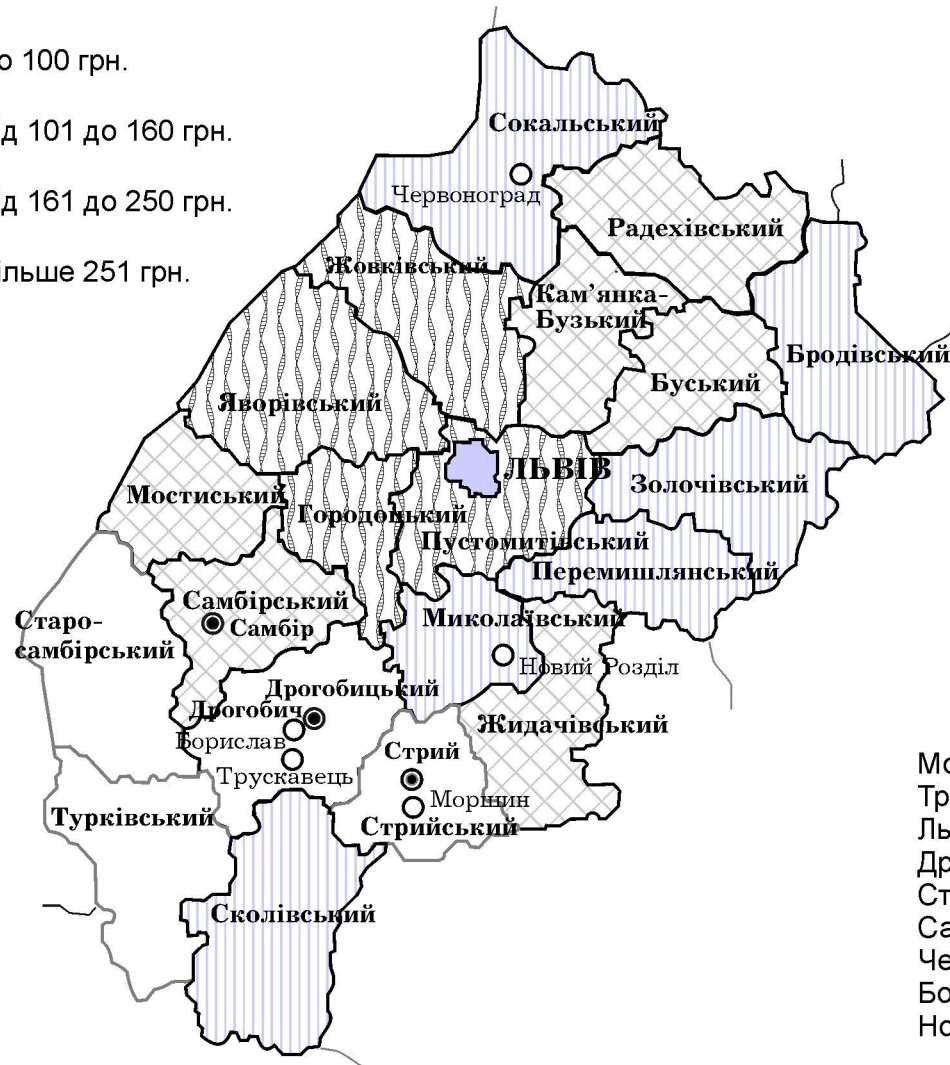 о 100 грн.
д 101 до 160 грн.
д 161 до 250 грн.
ільше 251 грн.
Сокальський
Червоноград
Радехівський
Жовківський
Кам’янка-
Бузький
Бродівський
Буський
Яворівський
ЛЬВІВ
Золочівський
Мостиський
Городоцький
Пустомитівський
Перемишлянський
Самбірський
Самбір
Миколаївський
Старо-
самбірський
Новий Розділ
Дрогобицький
Дрогобич
Жидачівський
Борислав
Стрий
Трускавець
Моршин
Турківський
Стрийський
Сколівський
Мо
Тр
Ль
Др
Ст
Са
Че
Бо
Но